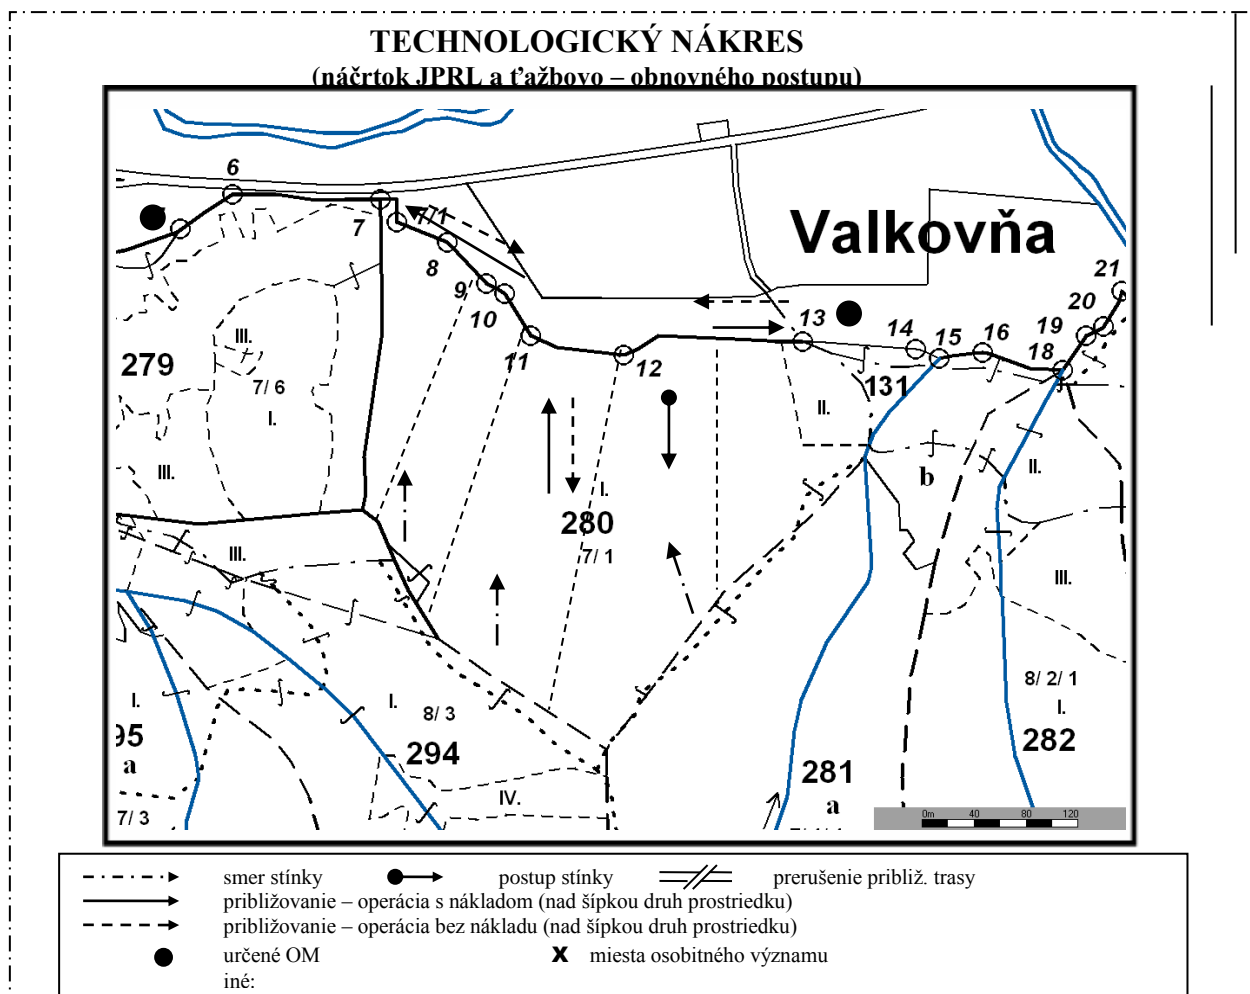 TECHNOLOGICKÝ NÁKRES
(náčrtok JPRL a ťažbovo – obnovného postupu)
6
7
7/1
8
9
10
11
12
Valkovňa
13
14
15
16
18
19
20
21
279
III.
7/ 6
I.
III.
III.
131
II.
b
II.
III.
I.
280
7/ 1
I.
8/ 3
294
IV.
I.
95
a
7/ 3
8/ 2/ 1
I.
282
281
a
0m 40 80 120
smer stínky postup stínky prerušenie približ. trasy
približovanie – operácia s nákladom (nad šípkou druh prostriedku)
približovanie – operácia bez nákladu (nad šípkou druh prostriedku)
určené OM X miesta osobitného významu
iné: